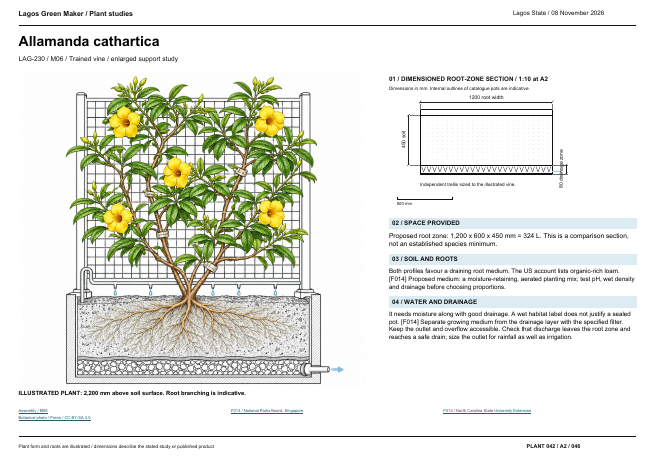 Lagos Green Maker / Plant studies
Lagos State / 08 November 2026
Allamanda cathartica
LAG-230 / M06 / Trained vine / enlarged support study
01 / DIMENSIONED ROOT-ZONE SECTION / 1:10 at A2
Dimensions in mm. Internal outlines of catalogue pots are indicative.
1200 root width
450 soil
80 drainage zone
Independent trellis sized to the illustrated vine.
500 mm
02 / SPACE PROVIDED
Proposed root zone: 1,200 x 600 x 450 mm = 324 L. This is a comparison section,
not an established species minimum.
03 / SOIL AND ROOTS
Both profiles favour a draining root medium. The US account lists organic-rich loam.
[F014] Proposed medium: a moisture-retaining, aerated planting mix; test pH, wet density
and drainage before choosing proportions.
04 / WATER AND DRAINAGE
It needs moisture along with good drainage. A wet habitat label does not justify a sealed
pot. [F014] Separate growing medium from the drainage layer with the specified filter.
Keep the outlet and overflow accessible. Check that discharge leaves the root zone and
reaches a safe drain; size the outlet for rainfall as well as irrigation.
ILLUSTRATED PLANT: 2,200 mm above soil surface. Root branching is indicative.
Assembly / M06
F013 / National Parks Board, Singapore
F014 / North Carolina State University Extension
Botanical photo / Prenn / CC BY-SA 3.0
Plant form and roots are illustrated / dimensions describe the stated study or published product
PLANT 042 / A2 / 046